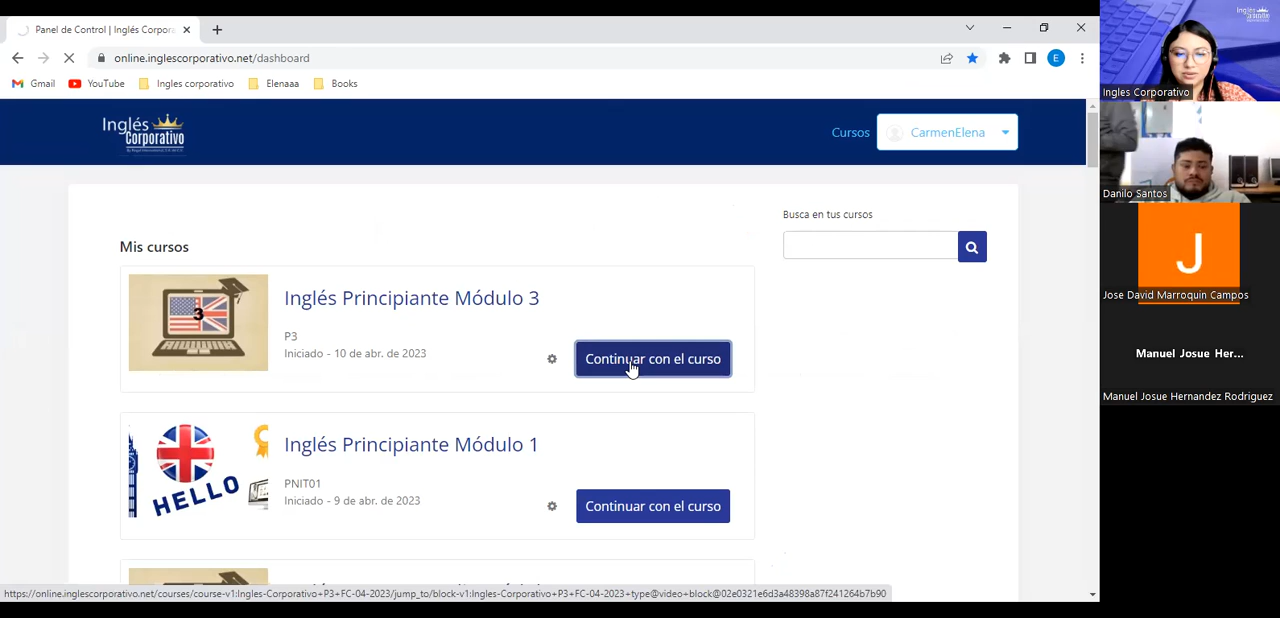 Panel de Control | Inglés Corpora
online.inglescorporativo.net/dashboard
E
Gmail
YouTube
Ingles corporativo
Elenaaa
Books
Inglés
Corporativo
Cursos
CarmenElena
Busca en tus cursos
Mis cursos
3
Inglés Principiante Módulo 3
P3
Iniciado - 10 de abr. de 2023
Continuar con el curso
HELLO
Inglés Principiante Módulo 1
PNIT01
Iniciado - 9 de abr. de 2023
Continuar con el curso
https://online.inglescorporativo.net/courses/course-v1:Ingles-Corporativo+P3+FC-04-2023/jump_to/block-v1:Ingles-Corporativo+P3+FC-04-2023+type@video+block@02e0321e6d3a48398a87f241264b7b90
Inglés
Ingles Corporativo
Danilo Santos
J
Jose David Marroquin Campos
Manuel Josue Her...
Manuel Josue Hernandez Rodriguez